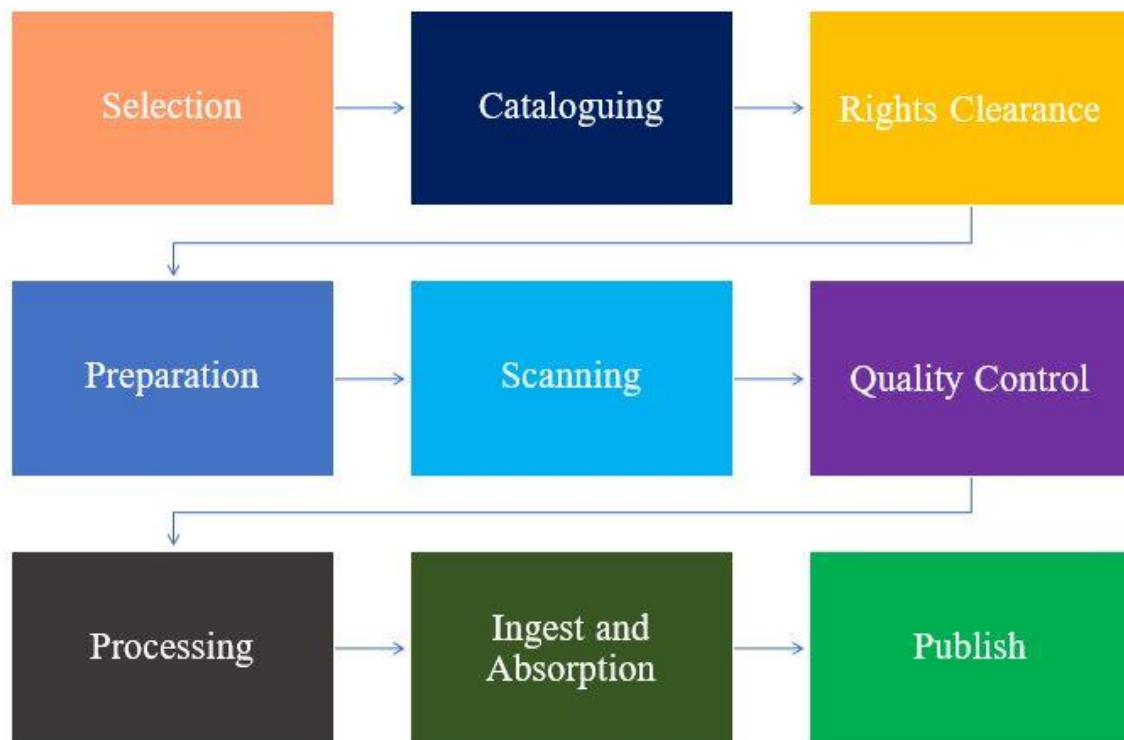 Selection
Cataloguing
Rights Clearance
Preparation
Scanning
Quality Control
Processing
Ingest and
Absorption
Publish